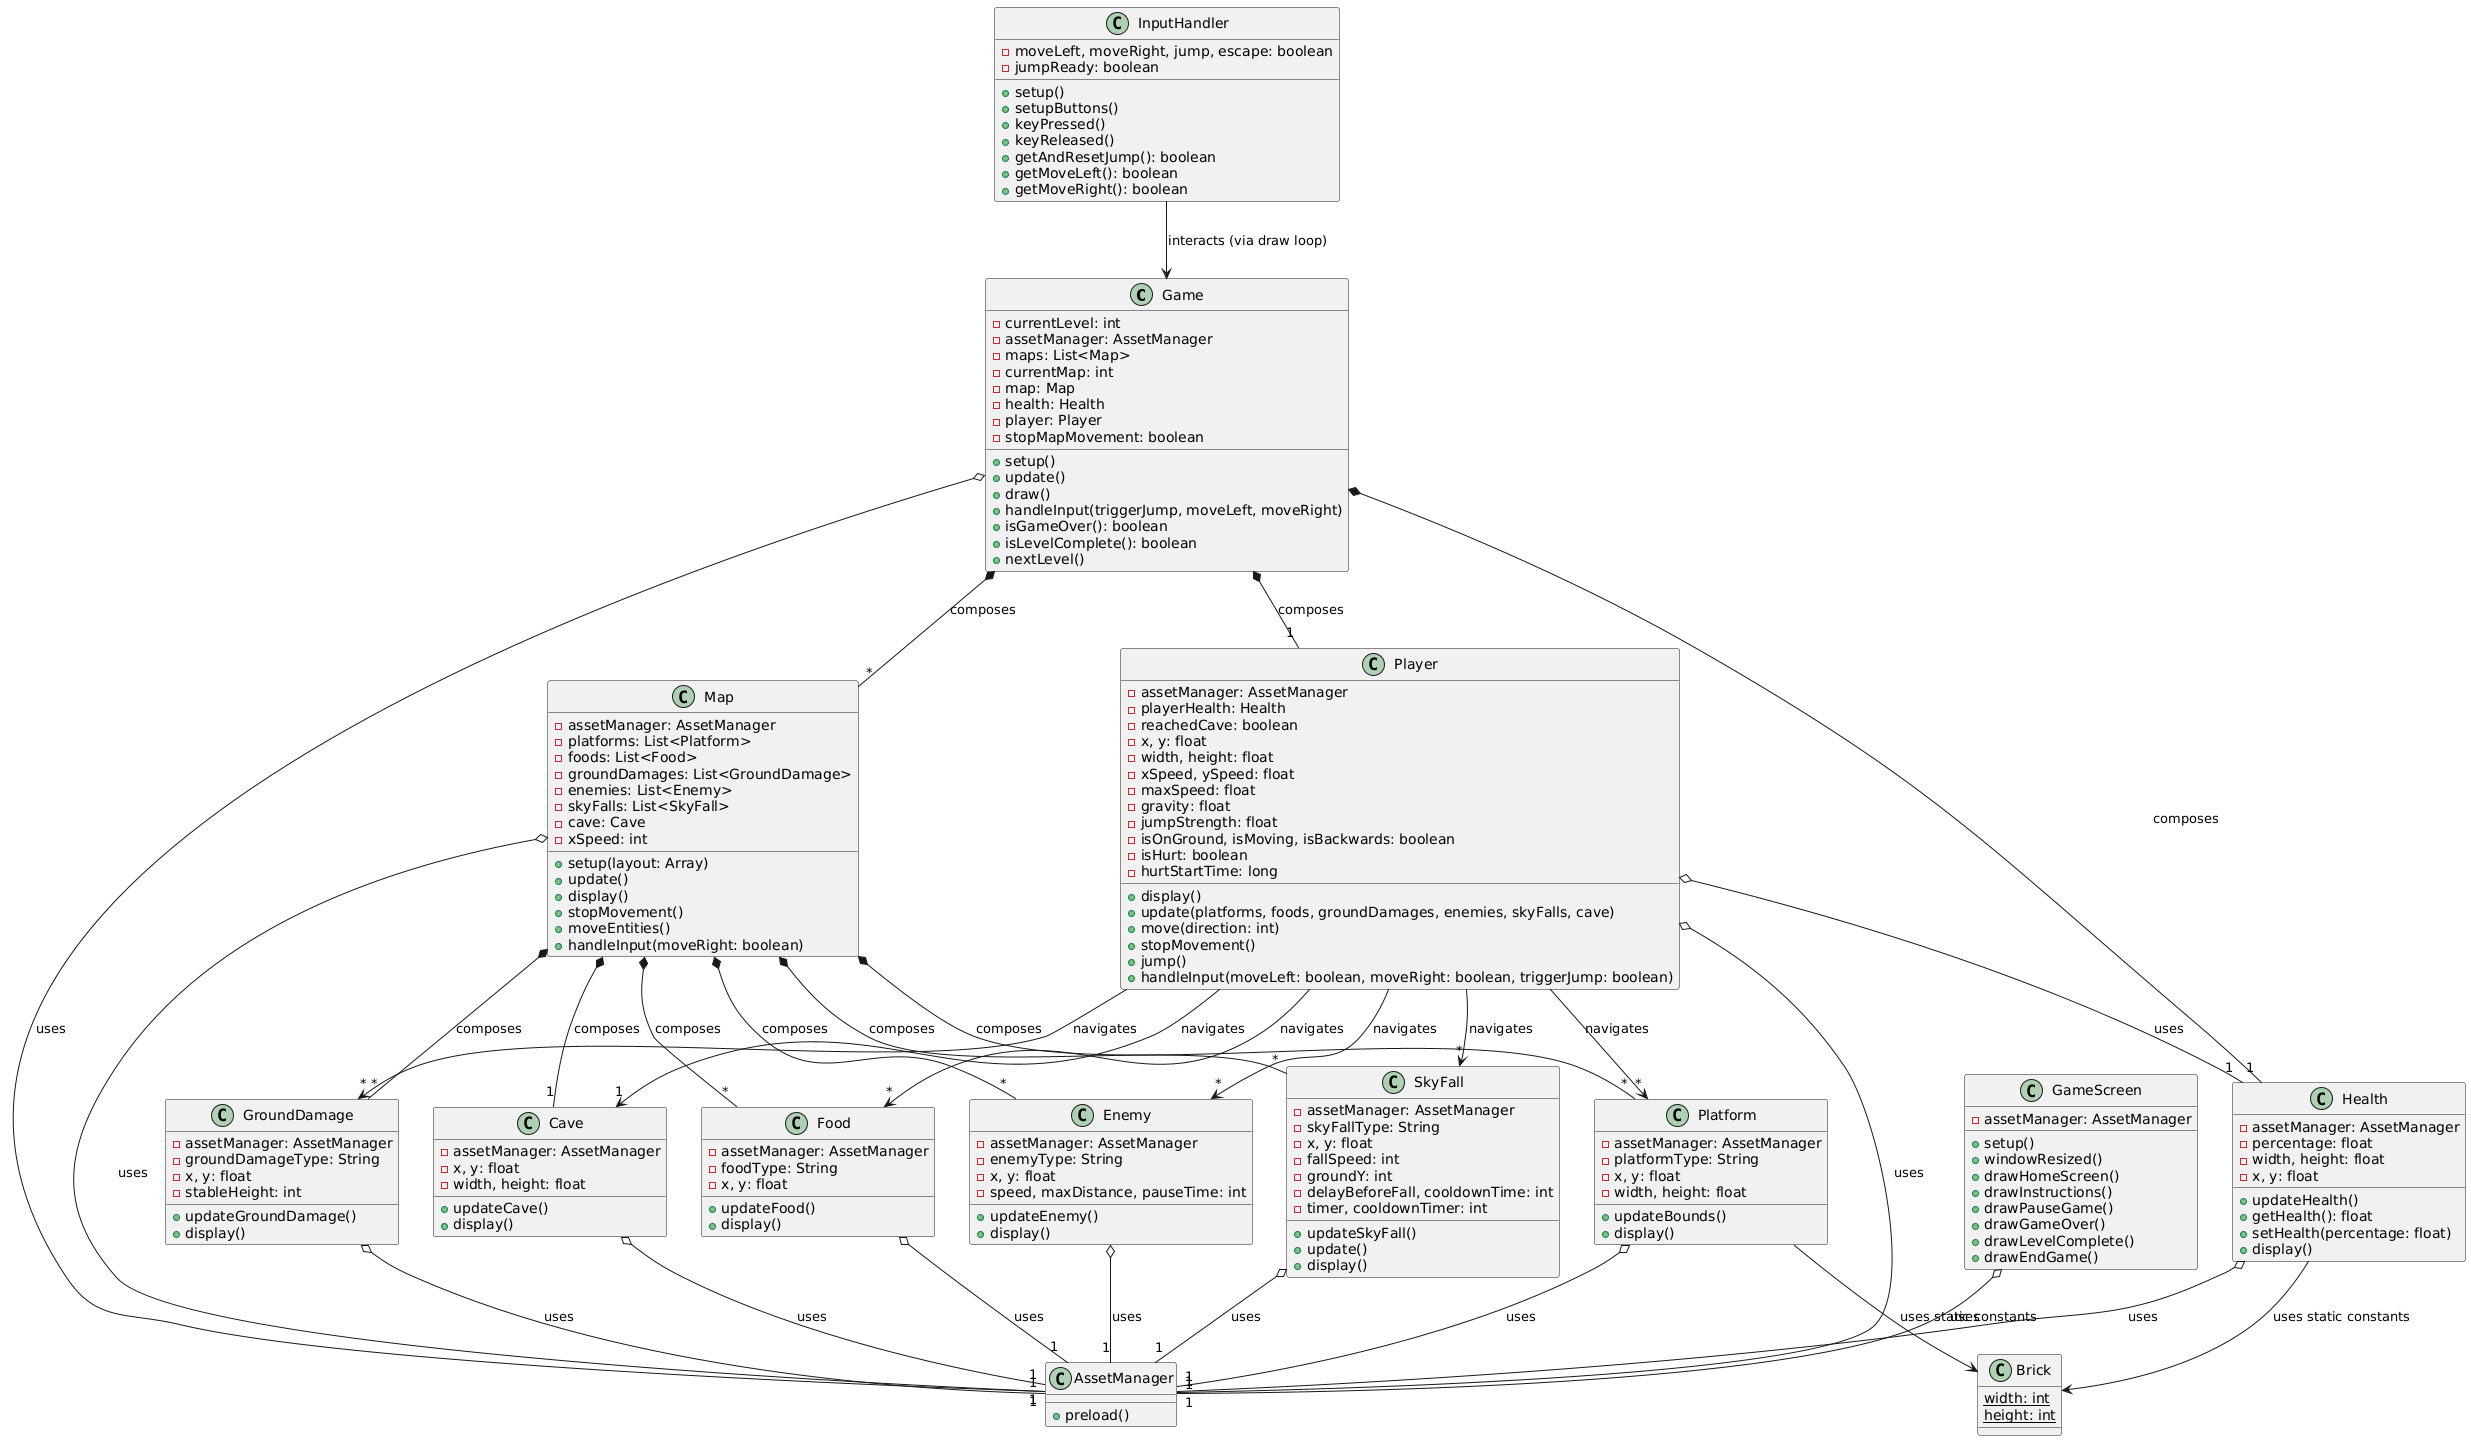 C InputHandler
moveLeft, moveRight, jump, escape: boolean
jumpReady: boolean
setup()
setupButtons()
keyPressed()
keyReleased()
getAndResetJump(): boolean
getMoveLeft(): boolean
getMoveRight(): boolean
interacts (via draw loop)
C Game
currentLevel: int
assetManager: AssetManager
maps: List<Map>
currentMap: int
map: Map
health: Health
player: Player
stopMapMovement: boolean
setup()
update()
draw()
handleInput(triggerJump, moveLeft, moveRight)
isGameOver(): boolean
isLevelComplete(): boolean
nextLevel()
composes
composes
composes
*
1
C Map
assetManager: AssetManager
platforms: List<Platform>
foods: List<Food>
groundDamages: List<GroundDamage>
enemies: List<Enemy>
skyFalls: List<SkyFall>
cave: Cave
xSpeed: int
setup(layout: Array)
update()
display()
stopMovement()
moveEntities()
handleInput(moveRight: boolean)
C Player
assetManager: AssetManager
playerHealth: Health
reachedCave: boolean
x, y: float
width, height: float
xSpeed, ySpeed: float
maxSpeed: float
gravity: float
jumpStrength: float
isOnGround, isMoving, isBackwards: boolean
isHurt: boolean
hurtStartTime: long
display()
update(platforms, foods, groundDamages, enemies, skyFalls, cave)
move(direction: int)
stopMovement()
jump()
handleInput(moveLeft: boolean, moveRight: boolean, triggerJump: boolean)
uses
composes
composes
composes
composes
composes
composes
navigates
navigates
navigates
navigates
navigates
navigates
uses
* *
1
1
*
*
*
*
*
*
* *
1
1
C GroundDamage
assetManager: AssetManager
groundDamageType: String
x, y: float
stableHeight: int
updateGroundDamage()
display()
C Cave
assetManager: AssetManager
x, y: float
width, height: float
updateCave()
display()
C Food
assetManager: AssetManager
foodType: String
x, y: float
updateFood()
display()
C Enemy
assetManager: AssetManager
enemyType: String
x, y: float
speed, maxDistance, pauseTime: int
updateEnemy()
display()
C SkyFall
assetManager: AssetManager
skyFallType: String
x, y: float
fallSpeed: int
groundY: int
delayBeforeFall, cooldownTime: int
timer, cooldownTimer: int
updateSkyFall()
update()
display()
C Platform
assetManager: AssetManager
platformType: String
x, y: float
width, height: float
updateBounds()
display()
C GameScreen
assetManager: AssetManager
setup()
windowResized()
drawHomeScreen()
drawInstructions()
drawPauseGame()
drawGameOver()
drawLevelComplete()
drawEndGame()
C Health
assetManager: AssetManager
percentage: float
width, height: float
x, y: float
updateHealth()
getHealth(): float
setHealth(percentage: float)
display()
uses
uses
uses
uses
uses
uses
uses
uses
uses static constants
uses
uses
uses static constants
1
1
1
1
1
1
1
1
1
1
1
C AssetManager
preload()
C Brick
width: int
height: int